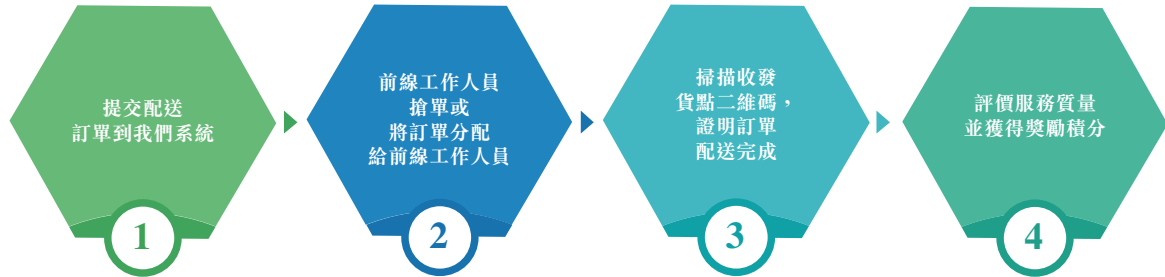 提交配送
訂單到我們系統
1
前線工作人員
搶單或
將訂單分配
給前線工作人員
2
掃描收發
貨點二維碼，
證明訂單
配送完成
3
評價服務質量
並獲得獎勵積分
4